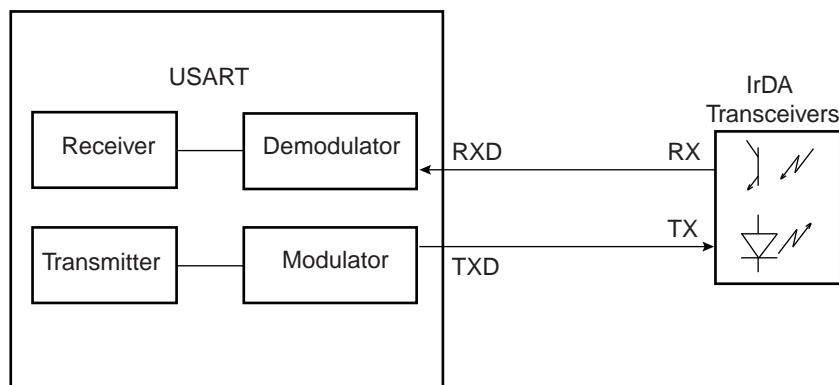 USART
IrDA
Transceivers
Receiver
Demodulator
RXD
RX
Transmitter
Modulator
TXD
TX